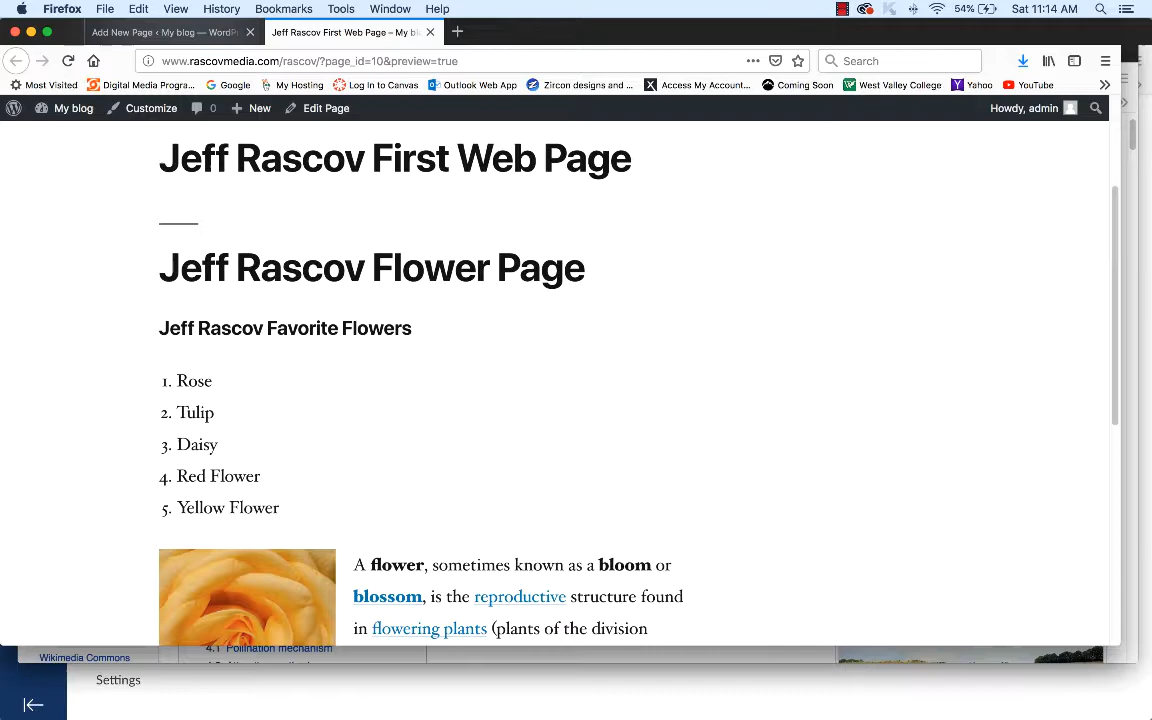 Firefox File Edit View History Bookmarks Tools Window Help 54% Sat 11:14 AM
Add New Page ‹ My blog — WordP Jeff Rascov First Web Page – My bl
www.rascovmedia.com/rascov/?page_id=10&preview=true Search
Most Visited Digital Media Progra... Google My Hosting Log In to Canvas Outlook Web App Zircon designs and ... Access My Account... Coming Soon West Valley College Yahoo YouTube
My blog Customize 0 New Edit Page Howdy, admin
Jeff Rascov First Web Page
Jeff Rascov Flower Page
Jeff Rascov Favorite Flowers
1. Rose
2. Tulip
3. Daisy
4. Red Flower
5. Yellow Flower
A flower, sometimes known as a bloom or
blossom, is the reproductive structure found
in flowering plants (plants of the division
4.1 Pollination mechanism
Wikimedia Commons
Settings